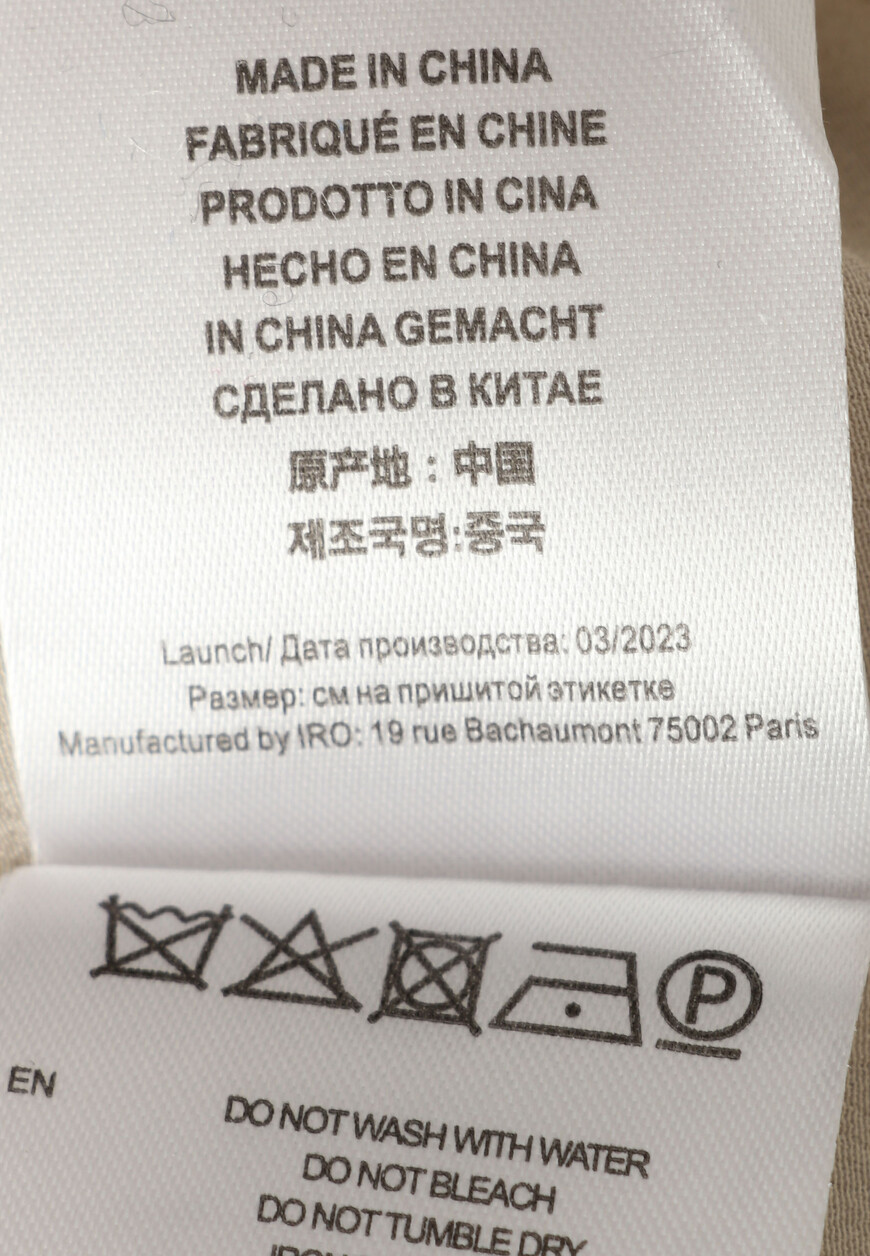 MADE IN CHINA
FABRIQUÉ EN CHINE
PRODOTTO IN CINA
HECHO EN CHINA
IN CHINA GEMACHT
СДЕЛАНО В КИТАЕ
原产地：中国
제조국명:중국
Launch/ Дата производства: 03/2023
Размер: см на пришитой этикетке
Manufactured by IRO: 19 rue Bachaumont 75002 Paris
P
EN
DO NOT WASH WITH WATER
DO NOT BLEACH
DO NOT TUMBLE DRY